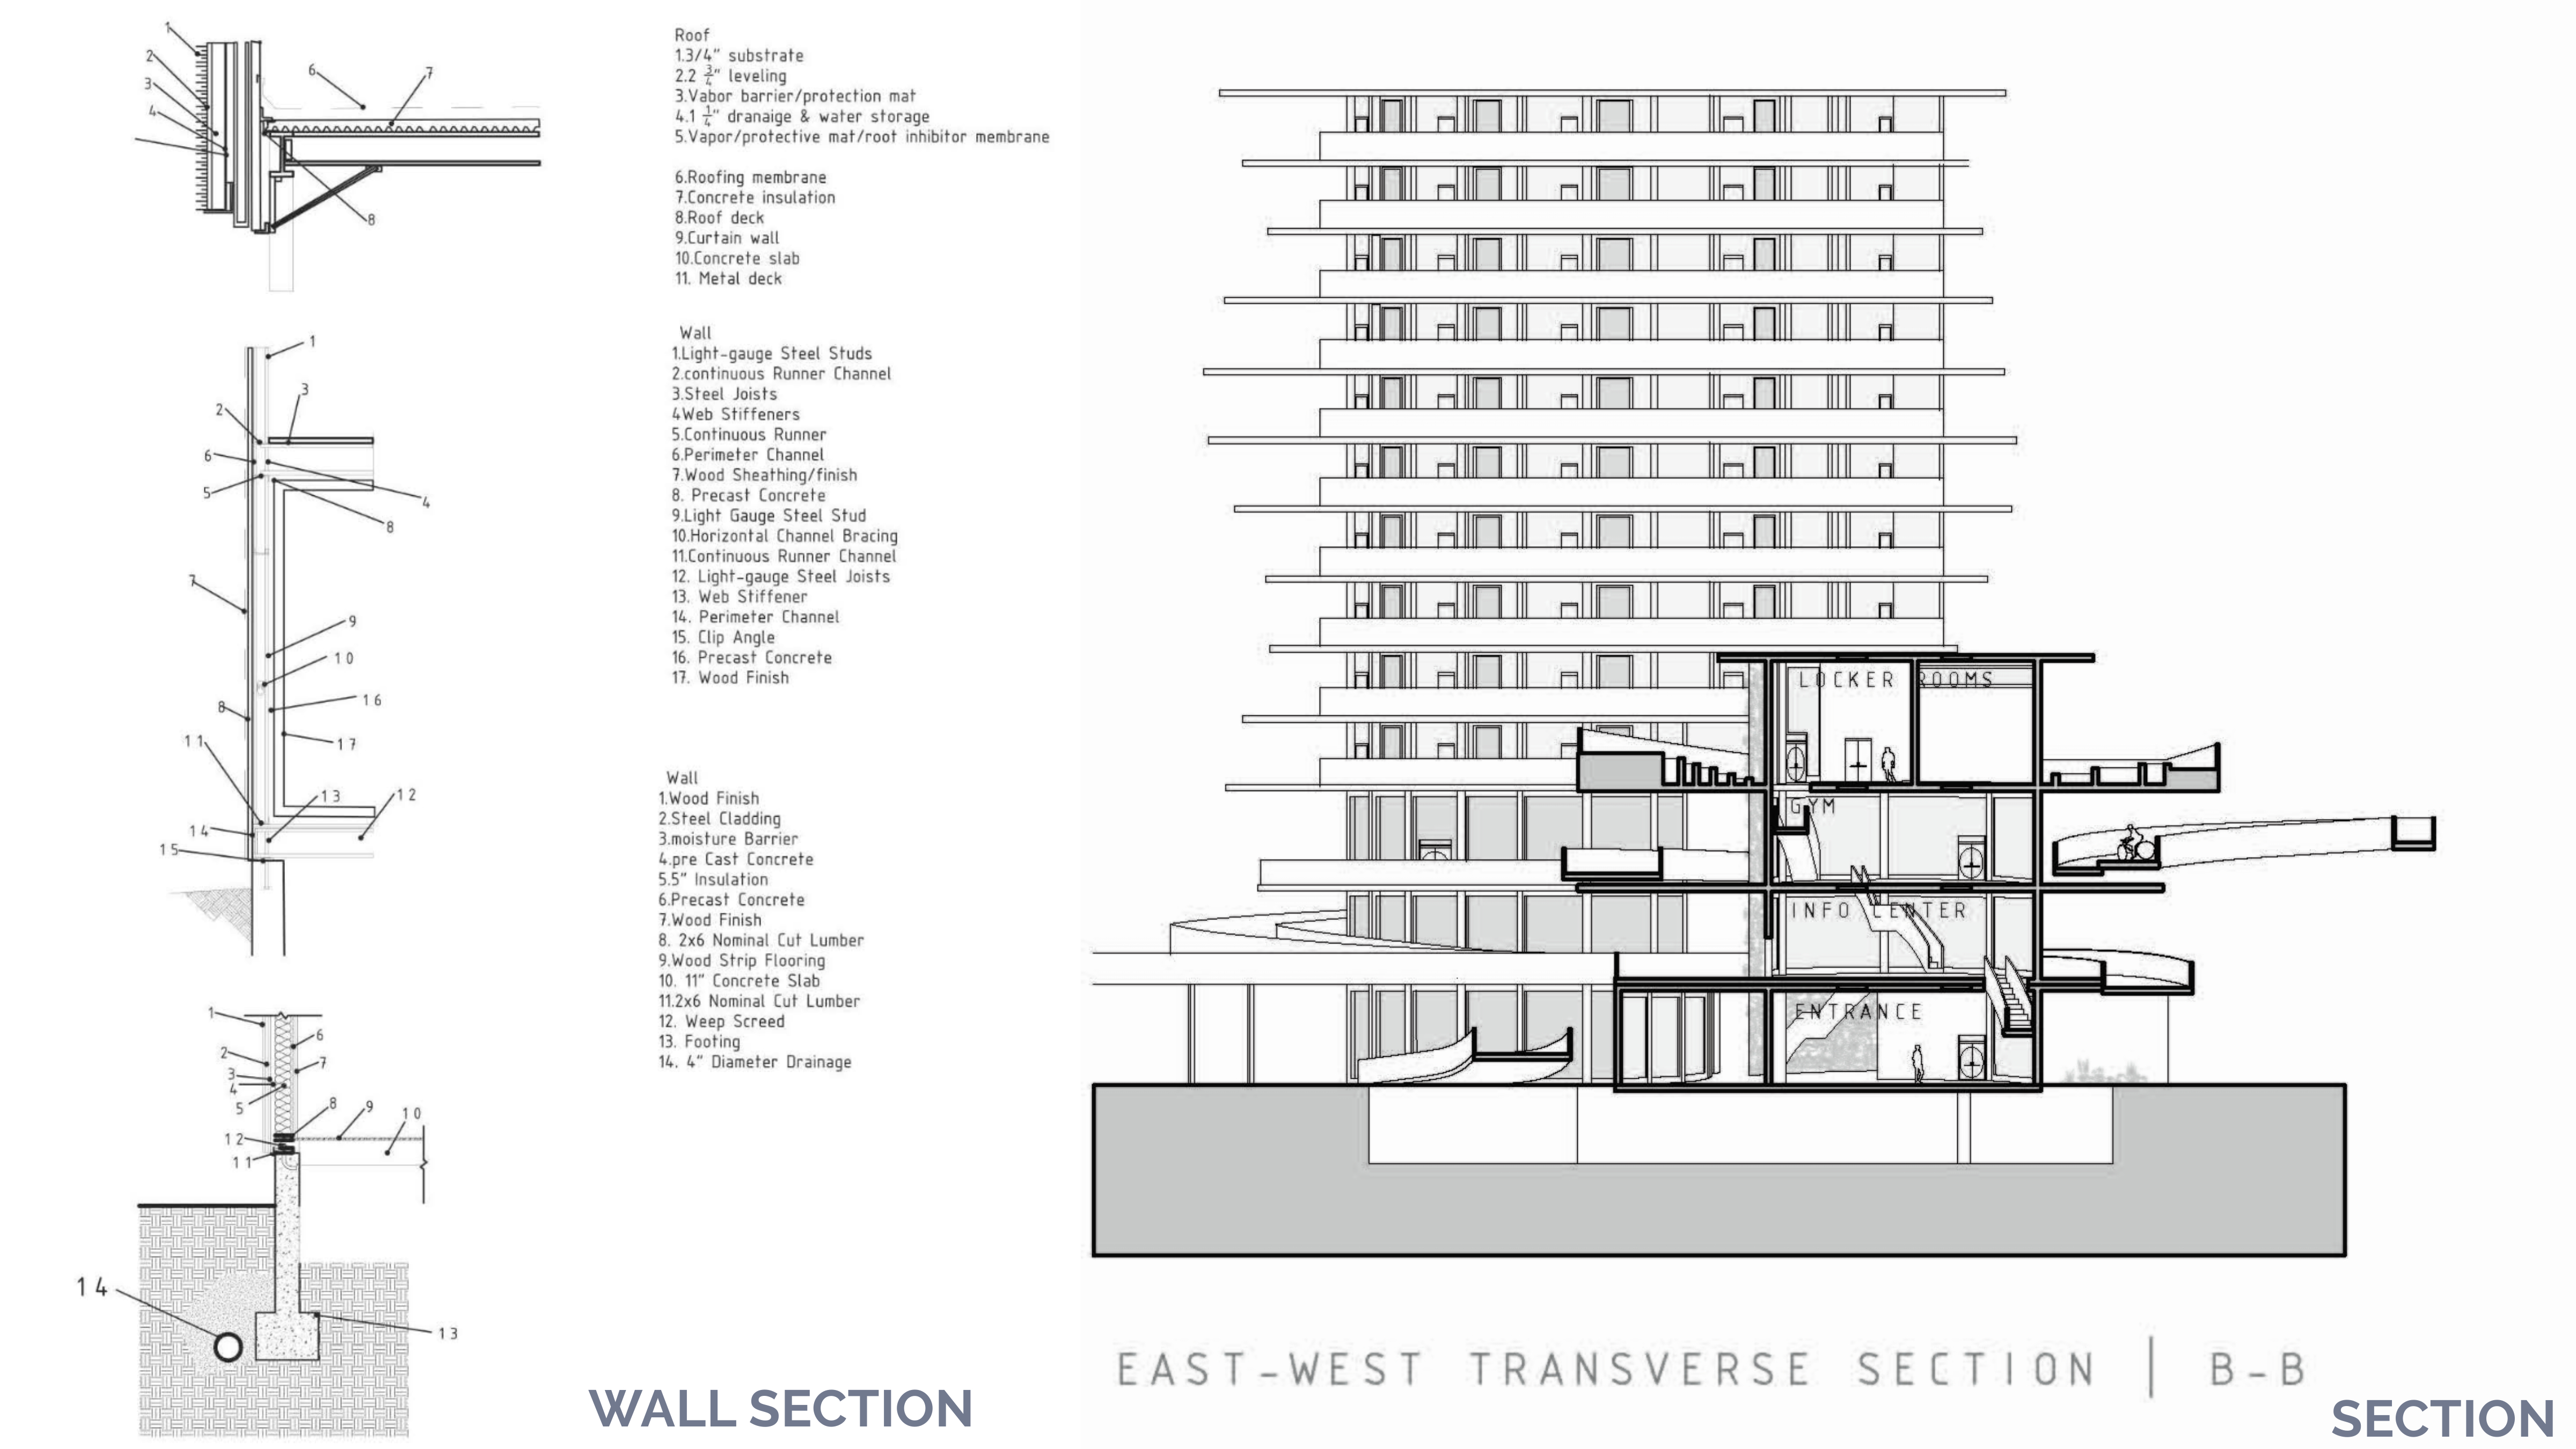 1
2
3
4
6
7
8
Roof
1.3/4" substrate
2.2 3/4" leveling
3.Vabor barrier/protection mat
4.1 1/4" dranaige & water storage
5.Vapor/protective mat/root inhibitor membrane
6.Roofing membrane
7.Concrete insulation
8.Roof deck
9.Curtain wall
10.Concrete slab
11. Metal deck
1
3
2
6
5
4
8
7
9
10
16
8
17
11
13
12
14
15
Wall
1.Light-gauge Steel Studs
2.continuous Runner Channel
3.Steel Joists
4Web Stiffeners
5.Continuous Runner
6.Perimeter Channel
7.Wood Sheathing/finish
8. Precast Concrete
9.Light Gauge Steel Stud
10.Horizontal Channel Bracing
11.Continuous Runner Channel
12. Light-gauge Steel Joists
13. Web Stiffener
14. Perimeter Channel
15. Clip Angle
16. Precast Concrete
17. Wood Finish
1
2
3
4
5
6
7
8
9
10
12
11
14
13
Wall
1.Wood Finish
2.Steel Cladding
3.moisture Barrier
4.pre Cast Concrete
5.5" Insulation
6.Precast Concrete
7.Wood Finish
8. 2x6 Nominal Cut Lumber
9.Wood Strip Flooring
10. 11" Concrete Slab
11.2x6 Nominal Cut Lumber
12. Weep Screed
13. Footing
14. 4" Diameter Drainage
WALL SECTION
LOCKER ROOMS
GYM
INFO CENTER
ENTRANCE
EAST-WEST TRANSVERSE SECTION | B-B
SECTION